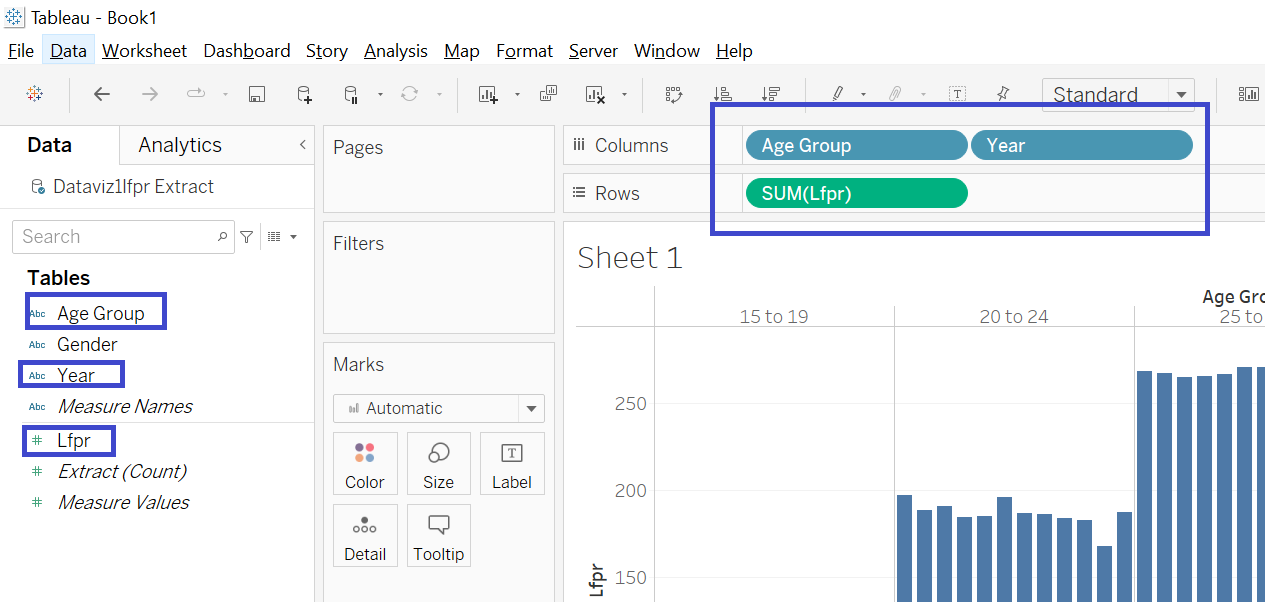 Tableau - Book1
File Data Worksheet Dashboard Story Analysis Map Format Server Window Help
Standard
Data Analytics
Dataviz1lfpr Extract
Search
Tables
Abc Age Group
Abc Gender
Abc Year
Abc Measure Names
# Lfpr
# Extract (Count)
# Measure Values
Pages
Filters
Marks
Automatic
Color Size Label
Detail Tooltip
Columns Age Group Year
Rows SUM(Lfpr)
Sheet 1
Age Gro
15 to 19 20 to 24 25 to
250
200
150
Lfpr